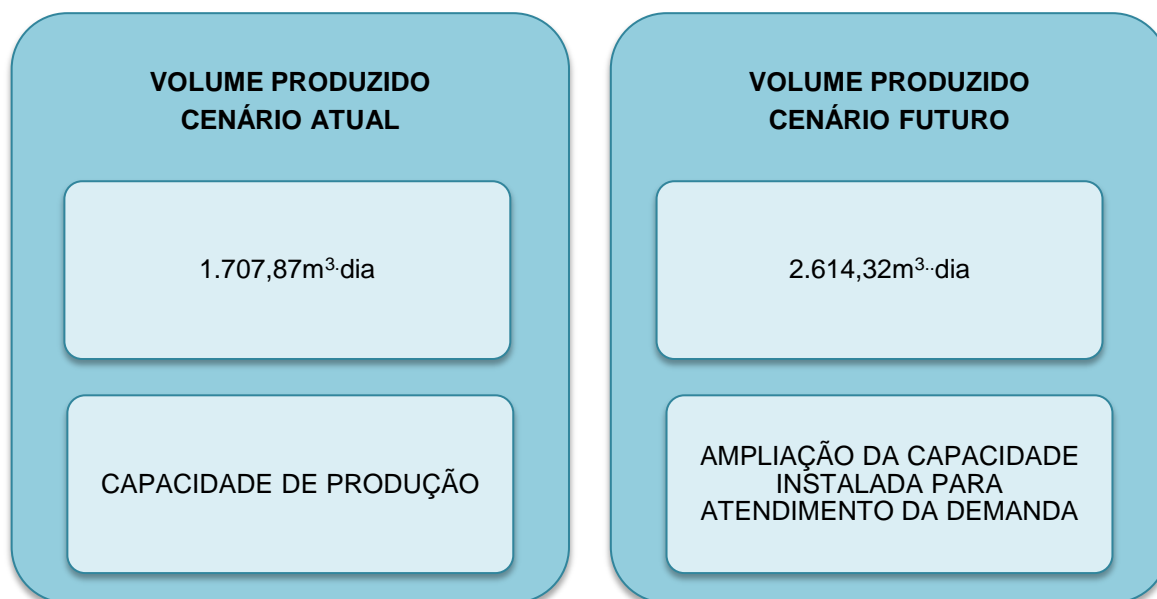 VOLUME PRODUZIDO
CENÁRIO ATUAL
1.707,87m³·dia
CAPACIDADE DE PRODUÇÃO
VOLUME PRODUZIDO
CENÁRIO FUTURO
2.614,32m³··dia
AMPLIAÇÃO DA CAPACIDADE
INSTALADA PARA
ATENDIMENTO DA DEMANDA